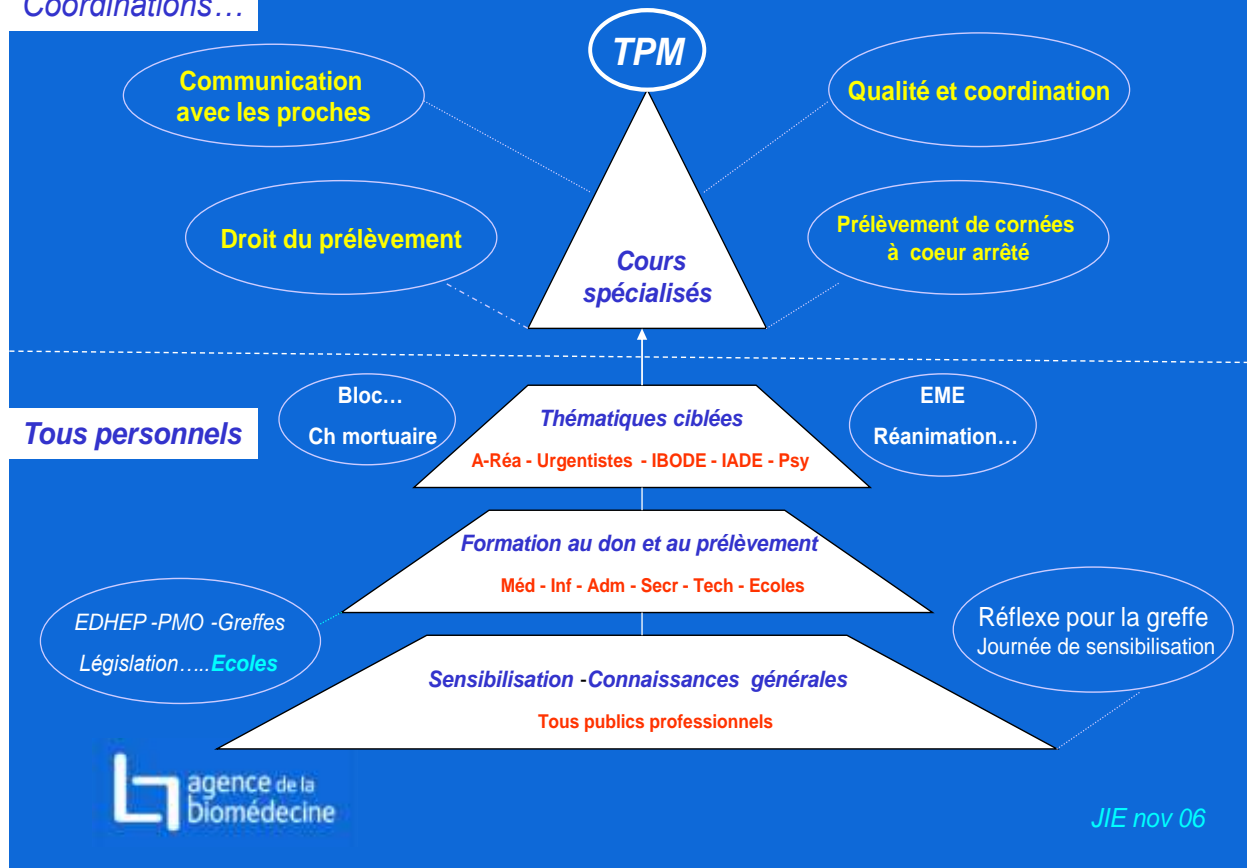 Coordinations…
TPM
Communication
avec les proches
Qualité et coordination
Droit du prélèvement
Prélèvement de cornées
à coeur arrêté
Cours
spécialisés
Tous personnels
Bloc…
Ch mortuaire
Thématiques ciblées
A-Réa - Urgentistes - IBODE - IADE - Psy
EME
Réanimation…
Formation au don et au prélèvement
Méd - Inf - Adm - Secr - Tech - Ecoles
EDHEP -PMO -Greffes
Législation…..Ecoles
Réflexe pour la greffe
Journée de sensibilisation
Sensibilisation -Connaissances générales
Tous publics professionnels
agence de la
biomédecine
JIE nov 06